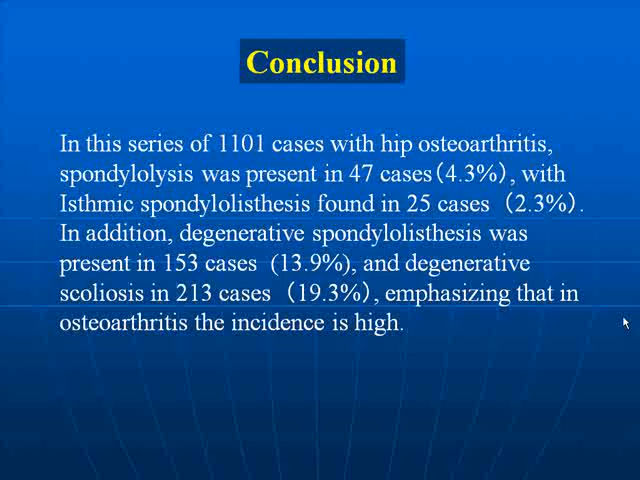 Conclusion
In this series of 1101 cases with hip osteoarthritis,
spondylolysis was present in 47 cases（4.3%）, with
Isthmic spondylolisthesis found in 25 cases （2.3%）.
In addition, degenerative spondylolisthesis was
present in 153 cases (13.9%), and degenerative
scoliosis in 213 cases （19.3%）, emphasizing that in
osteoarthritis the incidence is high.